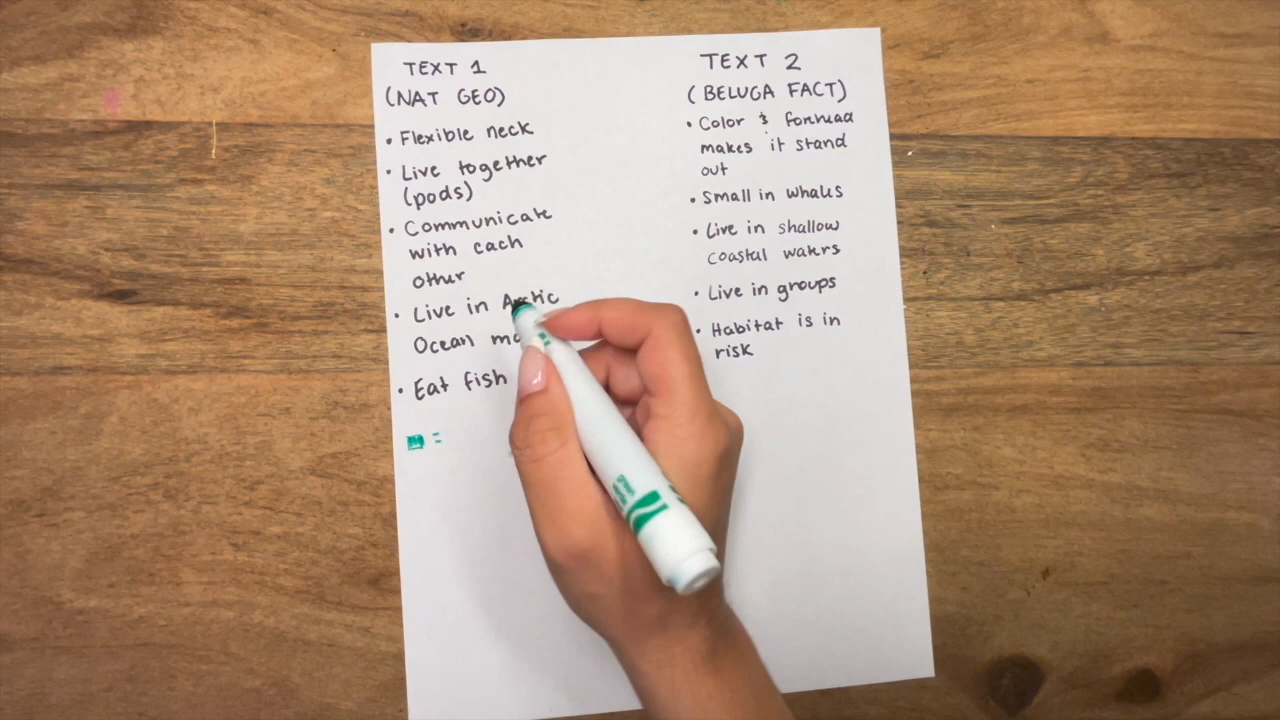 TEXT 1
(NAT GEO)
• Flexible neck
• Live together
(pods)
• Communicate
with each
other
• Live in Arctic
Ocean
• Eat fish
=
TEXT 2
(BELUGA FACT)
• Color & forhead
makes it stand
out
• Small in whales
• Live in shallow
coastal waters
• Live in groups
• Habitat is in
risk